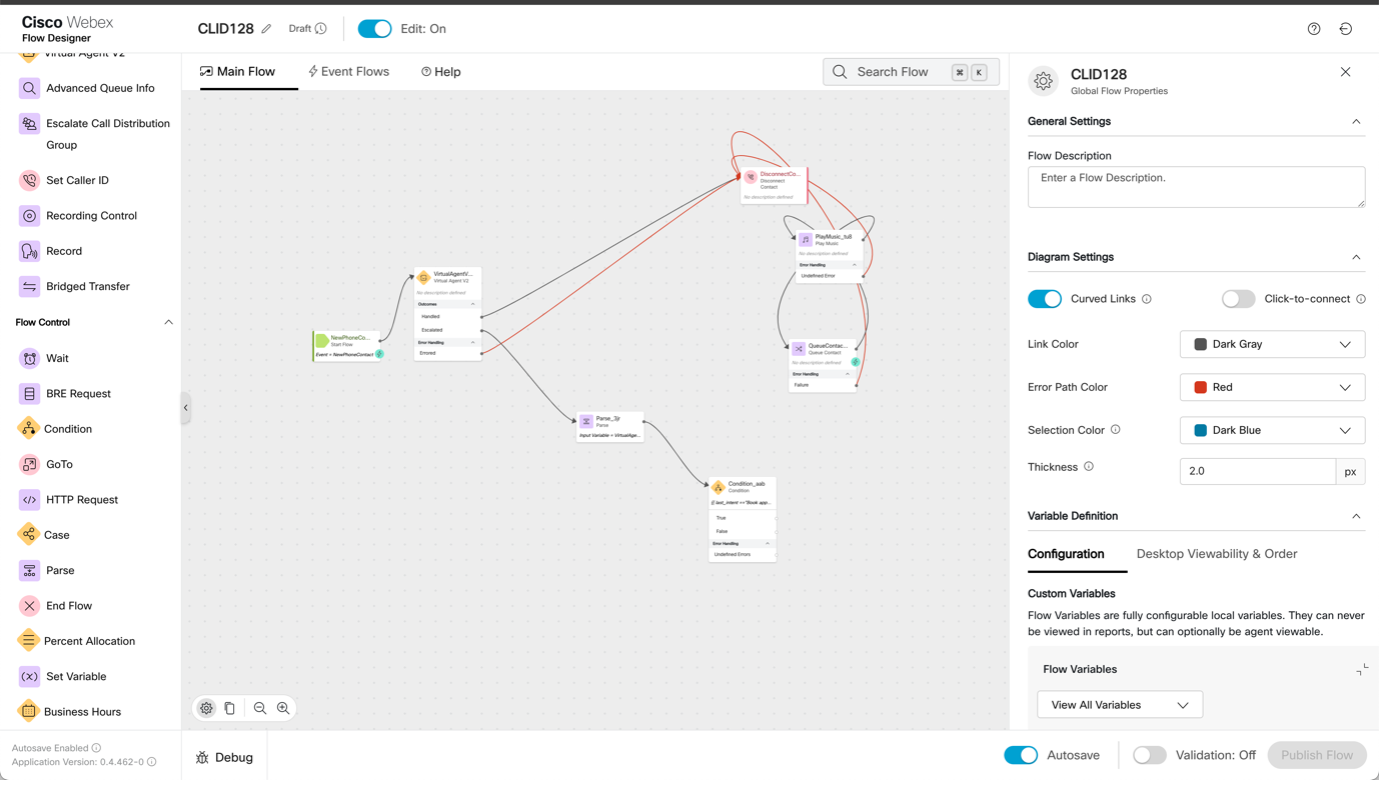 Cisco Webex
Flow Designer
CLID128
Draft
Edit: On
Virtual Agent V2
Advanced Queue Info
Escalate Call Distribution
Group
Set Caller ID
Recording Control
Record
Bridged Transfer
Flow Control
Wait
BRE Request
Condition
GoTo
HTTP Request
Case
Parse
End Flow
Percent Allocation
Set Variable
Business Hours
Autosave Enabled
Application Version: 0.4.462-0
Main Flow
Event Flows
Help
Search Flow
⌘ K
DisconnectCo...
Disconnect
Contact
No description defined
PlayMusic_tu8
Play Music
No description defined
Error Handling
Undefined Error
VirtualAgentV...
Virtual Agent V2
No description defined
Outcomes
Handled
Escalated
Error Handling
Errored
NewPhoneCo...
Start Flow
Event = NewPhoneContact
QueueContac...
Queue Contact
No description defined
Error Handling
Failure
Parse_3jr
Parse
Input Variable = VirtualAge...
Condition_aab
Condition
{{ last_intent =="Book app...
True
False
Error Handling
Undefined Errors
Debug
CLID128
Global Flow Properties
General Settings
Flow Description
Enter a Flow Description.
Diagram Settings
Curved Links
Click-to-connect
Link Color
Dark Gray
Error Path Color
Red
Selection Color
Dark Blue
Thickness
2.0
px
Variable Definition
Configuration
Desktop Viewability & Order
Custom Variables
Flow Variables are fully configurable local variables. They can never
be viewed in reports, but can optionally be agent viewable.
Flow Variables
View All Variables
Autosave
Validation: Off
Publish Flow